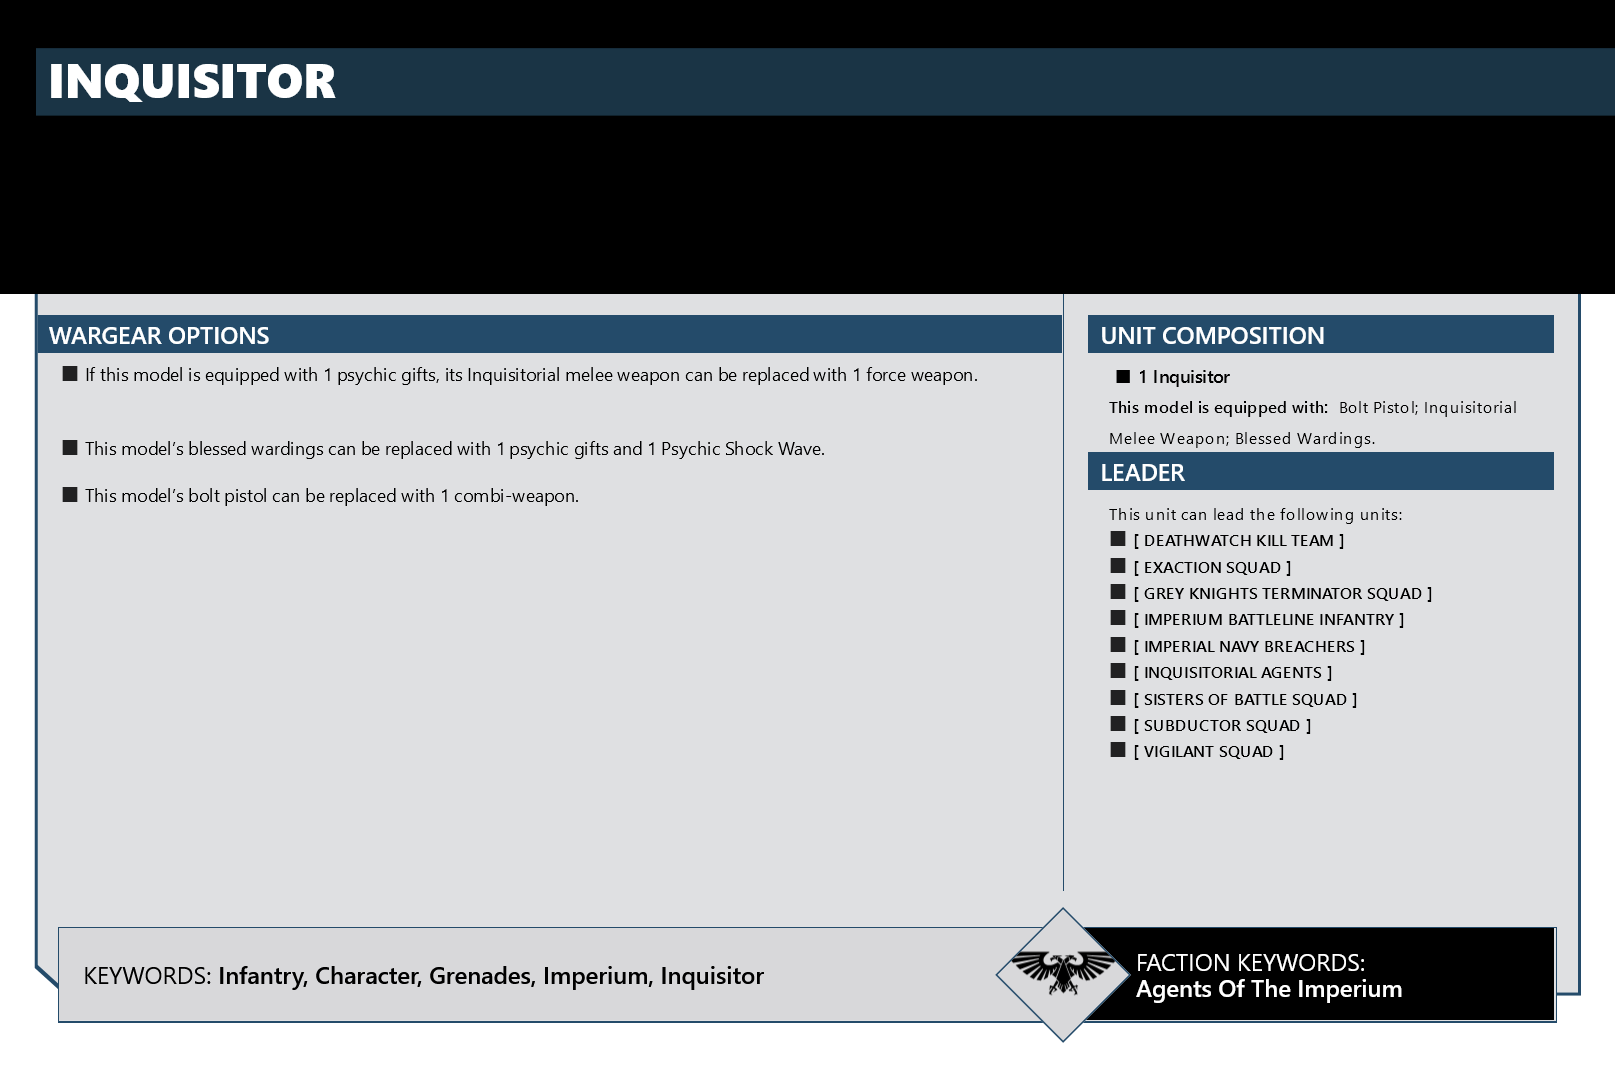 INQUISITOR
WARGEAR OPTIONS
■ If this model is equipped with 1 psychic gifts, its Inquisitorial melee weapon can be replaced with 1 force weapon.
■ This model’s blessed wardings can be replaced with 1 psychic gifts and 1 Psychic Shock Wave.
■ This model’s bolt pistol can be replaced with 1 combi-weapon.
UNIT COMPOSITION
■ 1 Inquisitor
This model is equipped with: Bolt Pistol; Inquisitorial
Melee Weapon; Blessed Wardings.
LEADER
This unit can lead the following units:
■ [ DEATHWATCH KILL TEAM ]
■ [ EXACTION SQUAD ]
■ [ GREY KNIGHTS TERMINATOR SQUAD ]
■ [ IMPERIUM BATTLELINE INFANTRY ]
■ [ IMPERIAL NAVY BREACHERS ]
■ [ INQUISITORIAL AGENTS ]
■ [ SISTERS OF BATTLE SQUAD ]
■ [ SUBDUCTOR SQUAD ]
■ [ VIGILANT SQUAD ]
KEYWORDS: Infantry, Character, Grenades, Imperium, Inquisitor
FACTION KEYWORDS:
Agents Of The Imperium